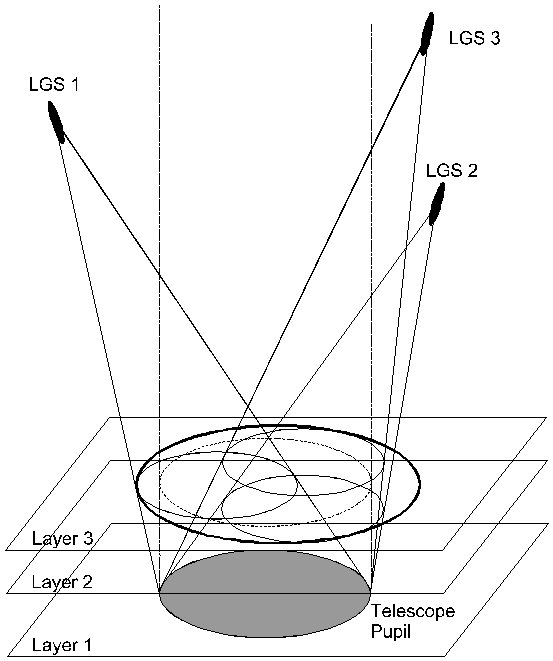 LGS 3
LGS 1
LGS 2
Layer 3
Layer 2
Telescope
Pupil
Layer 1